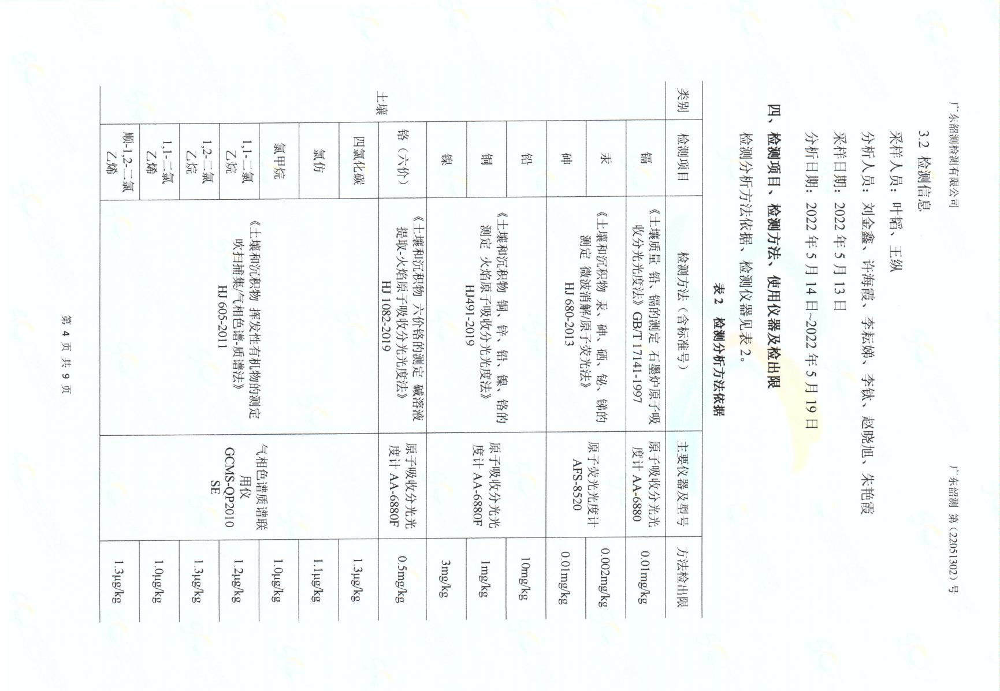 广东韶测检测有限公司 广东韶测 第（22051302）号
3.2 检测信息
采样人员：叶韬、王纵
分析人员：刘金鑫、许海霞、李耘娣、李钛、赵晓旭、朱艳霞
采样日期：2022 年 5 月 13 日
分析日期：2022 年 5 月 14 日~2022 年 5 月 19 日
四、检测项目、检测方法、使用仪器及检出限
检测分析方法依据、检测仪器见表 2。
表 2 检测分析方法依据
类别 检测项目 检测方法（含标准号） 主要仪器及型号 方法检出限
土壤
镉 《土壤质量 铅、镉的测定 石墨炉原子吸 原子吸收分光光 0.01mg/kg
收分光光度法》GB/T 17141-1997 度计 AA-6880
汞 《土壤和沉积物 汞、砷、硒、铋、锑的 原子荧光光度计 0.002mg/kg
测定 微波消解/原子荧光法》 AFS-8520
砷 HJ 680-2013 0.01mg/kg
铅 10mg/kg
《土壤和沉积物 铜、锌、铅、镍、铬的 原子吸收分光光
铜 测定 火焰原子吸收分光光度法》 度计 AA-6880F 1mg/kg
HJ491-2019
镍 3mg/kg
铬（六价） 《土壤和沉积物 六价铬的测定 碱溶液 原子吸收分光光 0.5mg/kg
提取-火焰原子吸收分光光度法》 度计 AA-6880F
HJ 1082-2019
四氯化碳 1.3μg/kg
氯仿 1.1μg/kg
氯甲烷 1.0μg/kg
《土壤和沉积物 挥发性有机物的测定 气相色谱质谱联
1,1-二氯 吹扫捕集/气相色谱-质谱法》 用仪 1.2μg/kg
乙烷 HJ 605-2011 GCMS-QP2010
SE
1,2-二氯 1.3μg/kg
乙烷
1,1-二氯 1.0μg/kg
乙烯
顺-1,2-二氯 1.3μg/kg
乙烯
第 4 页 共 9 页